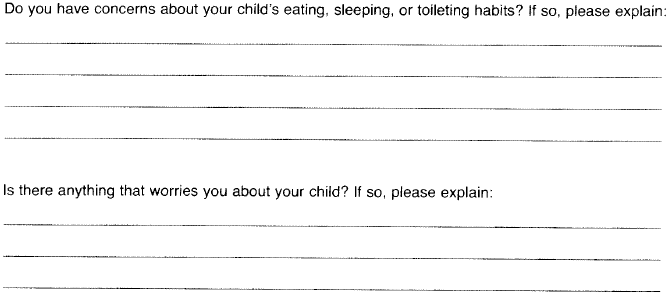 Do you have concerns about your child's eating, sleeping, or toileting habits? If so, please explain:
Is there anything that worries you about your child? If so, please explain: